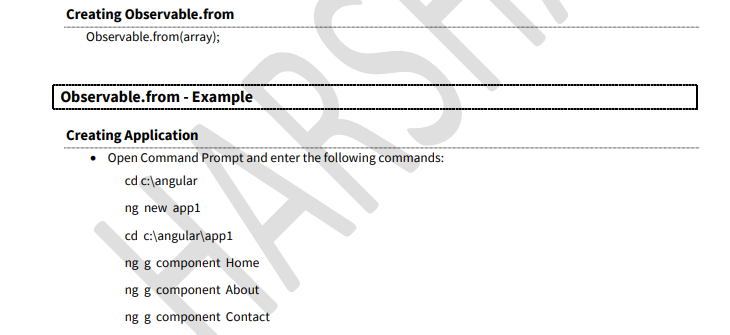 Creating Observable.from
Observable.from(array);
Observable.from - Example
Creating Application
• Open Command Prompt and enter the following commands:
cd c:\angular
ng new app1
cd c:\angular\app1
ng g component Home
ng g component About
ng g component Contact
HARSHA